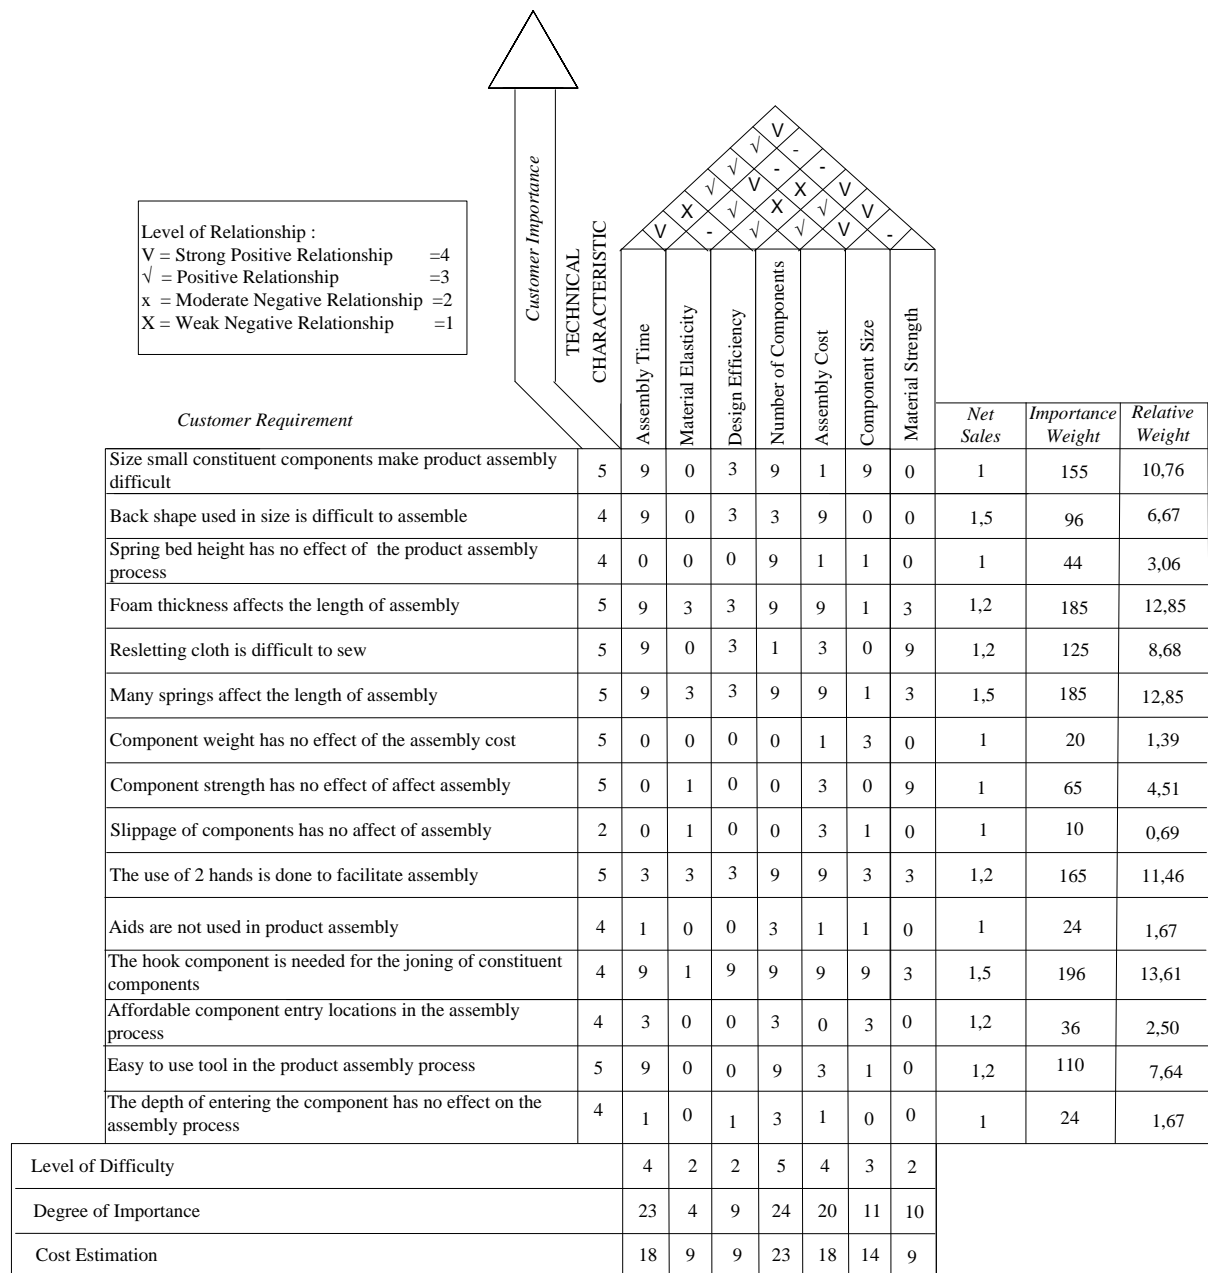 V
√ -
√ - -
√ V X V
X √ X √ V
V - √ √ V -
Level of Relationship :
V = Strong Positive Relationship =4
√ = Positive Relationship =3
x = Moderate Negative Relationship =2
X = Weak Negative Relationship =1
Customer Importance
TECHNICAL
CHARACTERISTIC
Assembly Time
Material Elasticity
Design Efficiency
Number of Components
Assembly Cost
Component Size
Material Strength
Customer Requirement
Net
Sales
Importance
Weight
Relative
Weight
Size small constituent components make product assembly
difficult
5 9 0 3 9 1 9 0 1 155 10,76
Back shape used in size is difficult to assemble 4 9 0 3 3 9 0 0 1,5 96 6,67
Spring bed height has no effect of the product assembly
process
4 0 0 0 9 1 1 0 1 44 3,06
Foam thickness affects the length of assembly 5 9 3 3 9 9 1 3 1,2 185 12,85
Resletting cloth is difficult to sew 5 9 0 3 1 3 0 9 1,2 125 8,68
Many springs affect the length of assembly 5 9 3 3 9 9 1 3 1,5 185 12,85
Component weight has no effect of the assembly cost 5 0 0 0 0 1 3 0 1 20 1,39
Component strength has no effect of affect assembly 5 0 1 0 0 3 0 9 1 65 4,51
Slippage of components has no affect of assembly 2 0 1 0 0 3 1 0 1 10 0,69
The use of 2 hands is done to facilitate assembly 5 3 3 3 9 9 3 3 1,2 165 11,46
Aids are not used in product assembly 4 1 0 0 3 1 1 0 1 24 1,67
The hook component is needed for the joning of constituent
components
4 9 1 9 9 9 9 3 1,5 196 13,61
Affordable component entry locations in the assembly
process
4 3 0 0 3 0 3 0 1,2 36 2,50
Easy to use tool in the product assembly process 5 9 0 0 9 3 1 0 1,2 110 7,64
The depth of entering the component has no effect on the
assembly process
4 1 0 1 3 1 0 0 1 24 1,67
Level of Difficulty 4 2 2 5 4 3 2
Degree of Importance 23 4 9 24 20 11 10
Cost Estimation 18 9 9 23 18 14 9